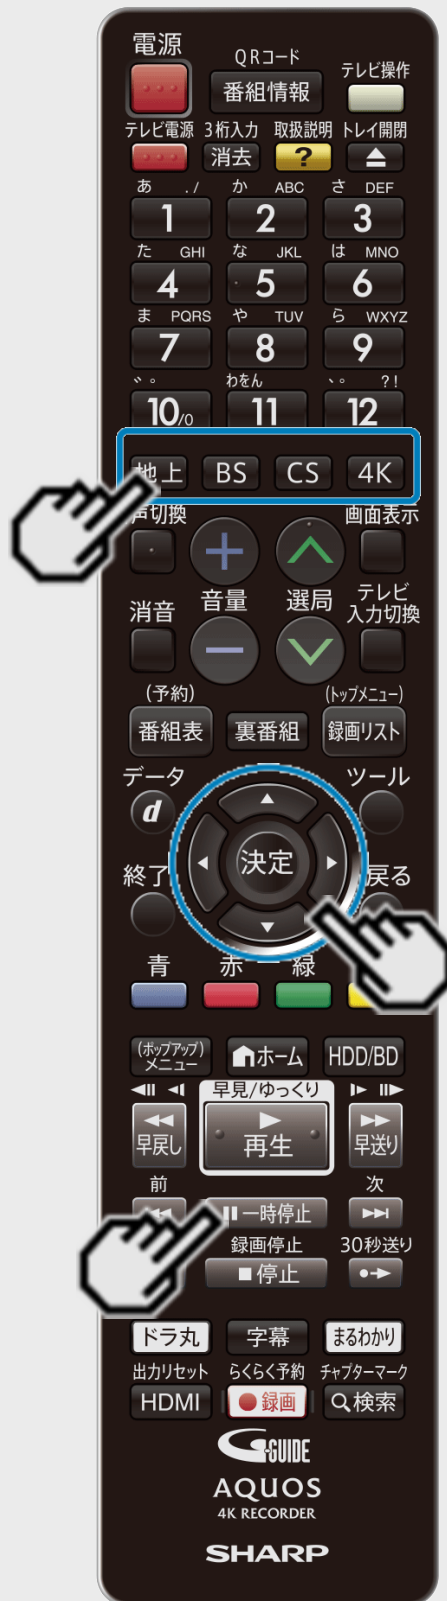 電源
QRコード
テレビ操作
番組情報
テレビ電源 3桁入力 取扱説明 トレイ開閉
消去 ?
あ ./ か ABC さ DEF
1 2 3
た GHI な JKL は MNO
4 5 6
ま PQRS や TUV ら WXYZ
7 8 9
゛゜ わをん 、。 ?!
10/0 11 12
地上 BS CS 4K
声切換 画面表示
消音 音量 選局 テレビ
入力切換
(予約) (トップメニュー)
番組表 裏番組 録画リスト
データ ツール
d
決定
終了 戻る
青 赤 緑
(ポップアップ)
メニュー ホーム HDD/BD
早見/ゆっくり
早戻し 再生 早送り
前 次
一時停止
録画停止 30秒送り
停止
ドラ丸 字幕 まるわかり
出力リセット らくらく予約 チャプターマーク
HDMI 録画 検索
G-GUIDE
AQUOS
4K RECORDER
SHARP